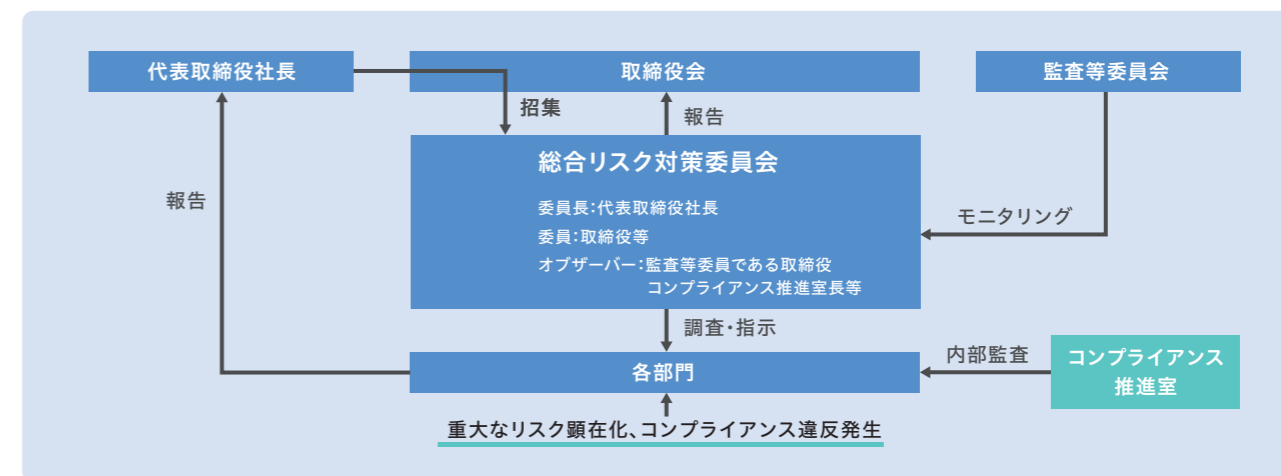 代表取締役社長
取締役会
監査等委員会
招集
報告
総合リスク対策委員会
委員長：代表取締役社長
委員：取締役等
オブザーバー：監査等委員である取締役
コンプライアンス推進室長等
報告
モニタリング
調査・指示
各部門
内部監査
コンプライアンス
推進室
重大なリスク顕在化、コンプライアンス違反発生